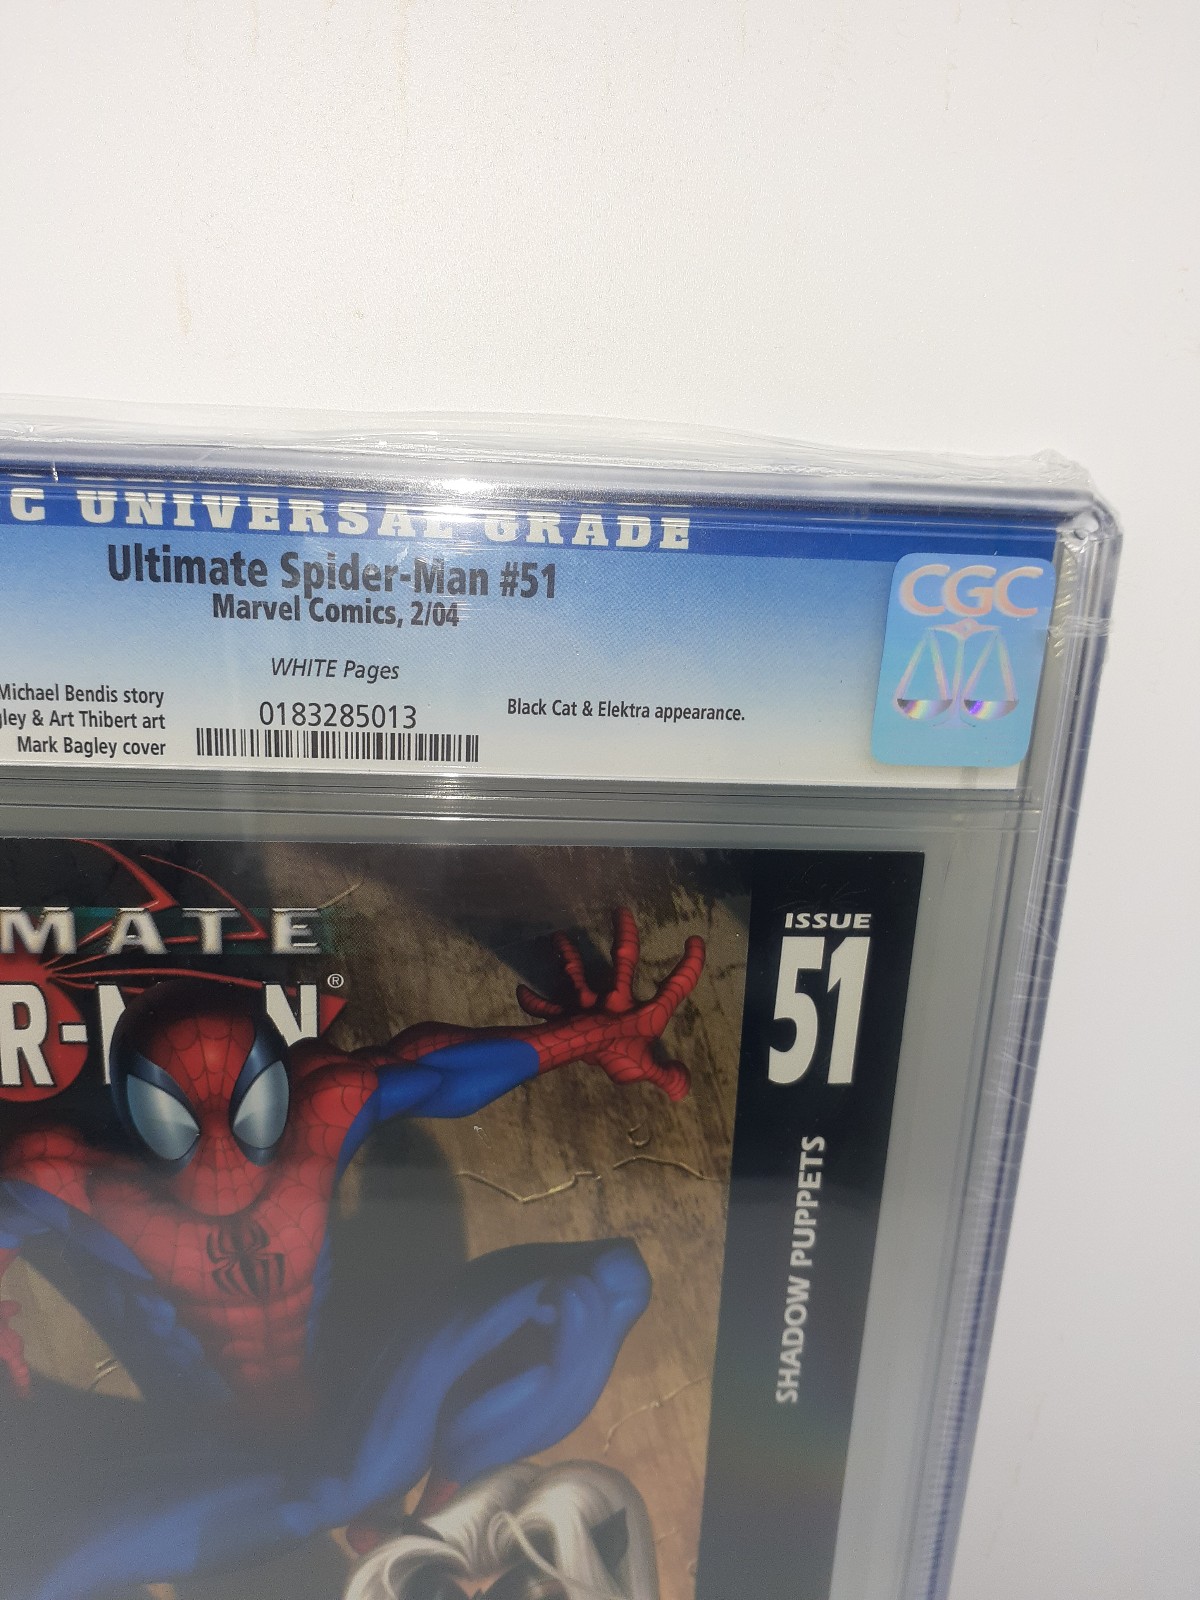 C UNIVERSAL GRADE
Ultimate Spider-Man #51
Marvel Comics, 2/04
WHITE Pages
Michael Bendis story
gley & Art Thibert art
Mark Bagley cover
0183285013
Black Cat & Elektra appearance.
CGC
MATE
R-M N®
ISSUE
51
SHADOW PUPPETS